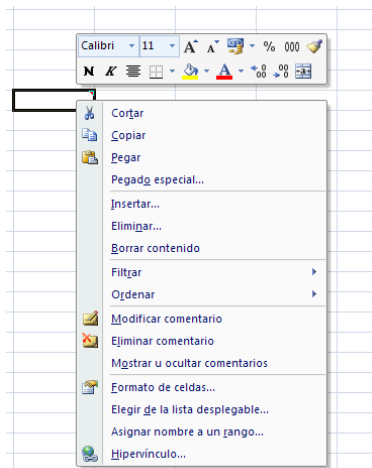 Calibri 11 A A % 000
N K A
Cortar
Copiar
Pegar
Pegado especial...
Insertar...
Eliminar...
Borrar contenido
Filtrar
Ordenar
Modificar comentario
Eliminar comentario
Mostrar u ocultar comentarios
Formato de celdas...
Elegir de la lista desplegable...
Asignar nombre a un rango...
Hipervínculo...